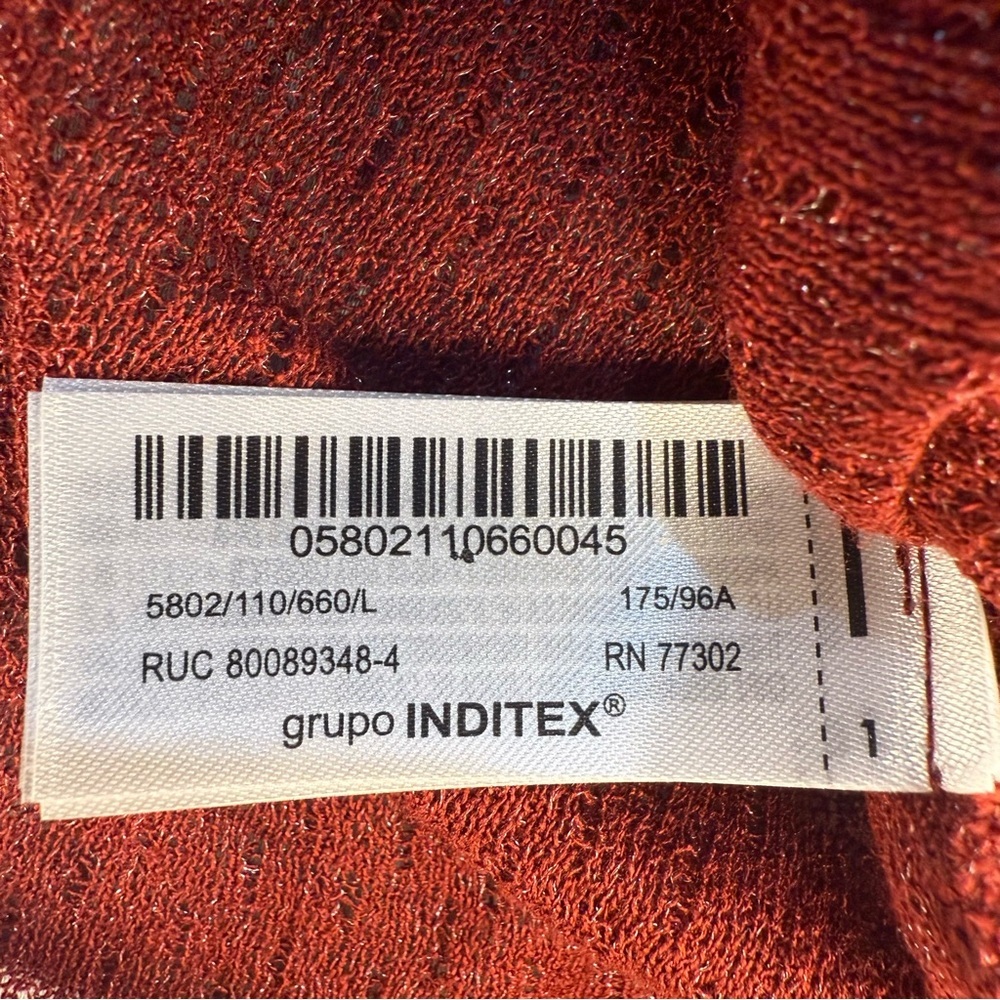 05802110660045
5802/110/660/L 175/96A
RUC 80089348-4 RN 77302
grupo INDITEX®
1